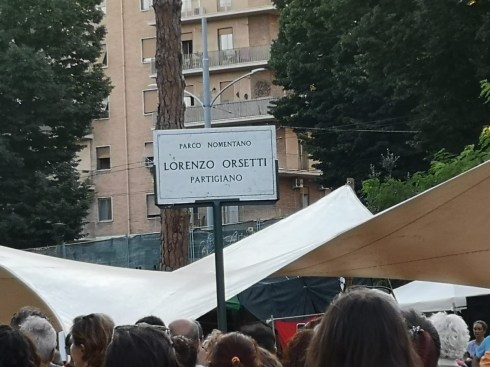 PARCO NOMENTANO
LORENZO ORSETTI
PARTIGIANO